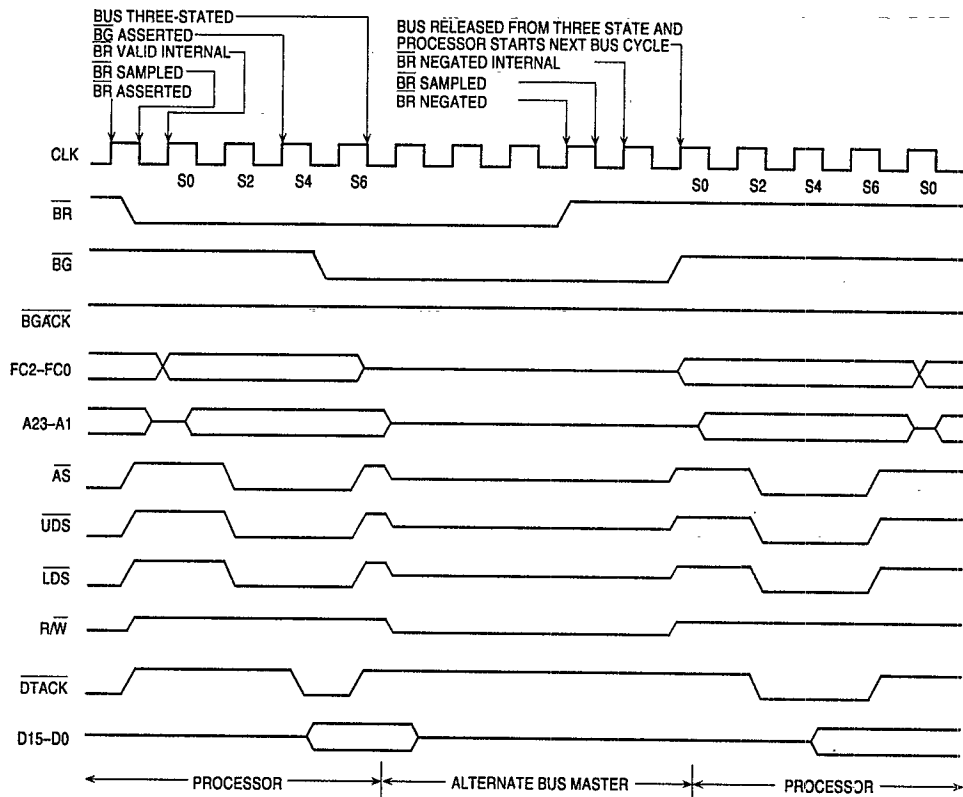 BUS THREE-STATED
BG ASSERTED
BR VALID INTERNAL
BR SAMPLED
BR ASSERTED
BUS RELEASED FROM THREE STATE AND
PROCESSOR STARTS NEXT BUS CYCLE
BR NEGATED INTERNAL
BR SAMPLED
BR NEGATED
CLK
S0 S2 S4 S6 S0 S2 S4 S6 S0
BR
BG
BGACK
FC2–FC0
A23–A1
AS
UDS
LDS
R/W
DTACK
D15–D0
PROCESSOR ALTERNATE BUS MASTER PROCESSOR